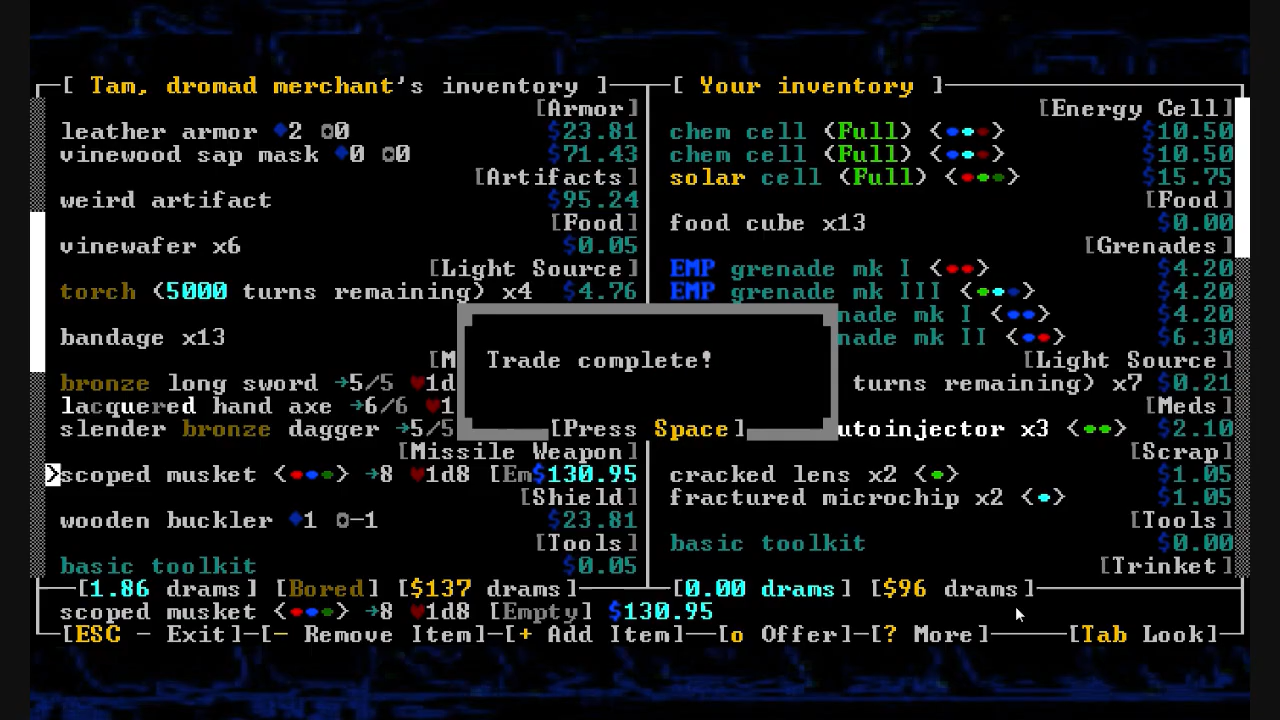 [ Tam, dromad merchant's inventory ]
[Armor]
leather armor ♦2 ◘0 $23.81
vinewood sap mask ♦0 ◘0 $71.43
[Artifacts]
weird artifact $95.24
[Food]
vinewafer x6 $0.05
[Light Source]
torch (5000 turns remaining) x4 $4.76
bandage x13
[M
bronze long sword →5/5 ♥1d
lacquered hand axe →6/6 ♥1
slender bronze dagger →5/5
[Missile Weapon]
>scoped musket <•••> →8 ♥1d8 [Em$130.95
[Shield]
wooden buckler ♦1 ◘-1 $23.81
[Tools]
basic toolkit $0.05
[1.86 drams] [Bored] [$137 drams]
[ Your inventory ]
[Energy Cell]
chem cell (Full) <•••> $10.50
chem cell (Full) <•••> $10.50
solar cell (Full) <•••> $15.75
[Food]
food cube x13 $0.00
[Grenades]
EMP grenade mk I <••> $4.20
EMP grenade mk III <•••> $4.20
nade mk I <••> $4.20
nade mk II <••> $6.30
[Light Source]
turns remaining) x7 $0.21
[Meds]
utoinjector x3 <••> $2.10
[Scrap]
cracked lens x2 <•> $1.05
fractured microchip x2 <•> $1.05
[Tools]
basic toolkit $0.00
[Trinket]
[0.00 drams] [$96 drams]
Trade complete!
[Press Space]
scoped musket <•••> →8 ♥1d8 [Empty] $130.95
[ESC - Exit]-[- Remove Item]-[+ Add Item]-[o Offer]-[? More] [Tab Look]